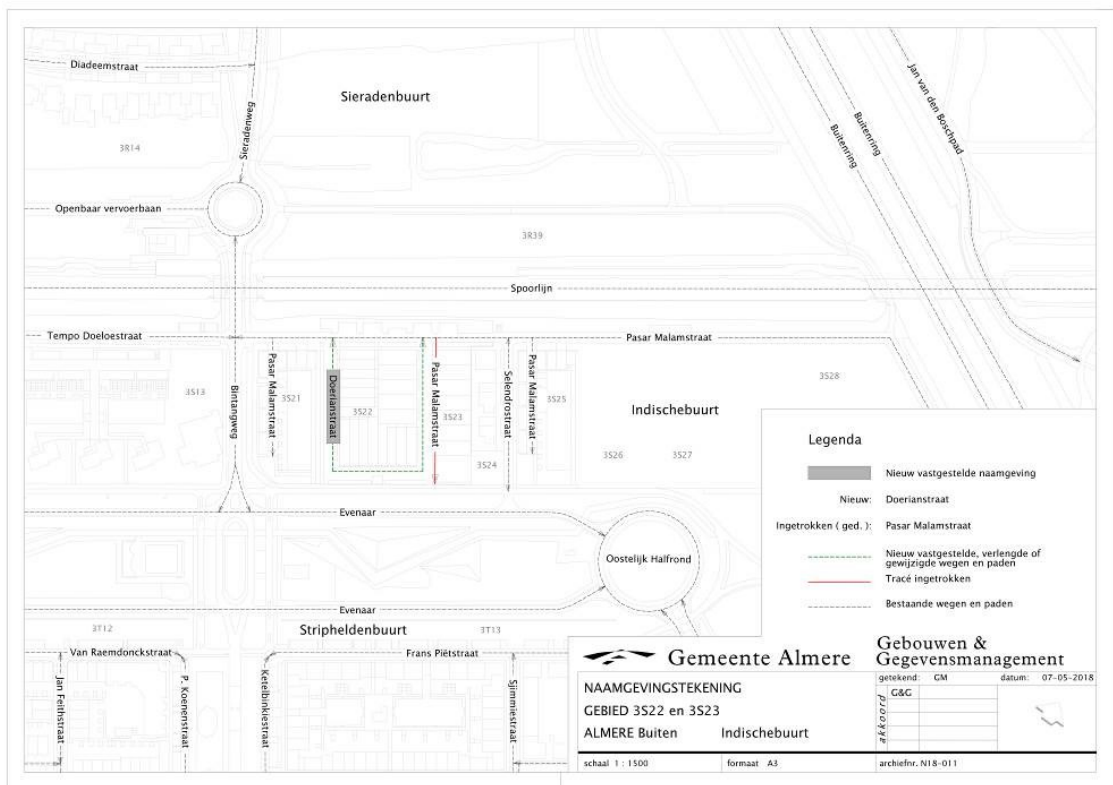 Diadeemstraat
Sieradenbuurt
Sieradenweg
3R14
Buitenring
Buitenring
Jan van den Boschpad
Openbaar vervoerbaan
3R39
Spoorlijn
Tempo Doeloestraat
Pasar Malamstraat
3S13
Bintangweg
Pasar Malamstraat
3S21
Doerianstraat
3S22
Pasar Malamstraat
3S23
3S24
Selendrostraat
Pasar Malamstraat
3S25
Indischebuurt
3S28
3S26
3S27
Evenaar
Oostelijk Halfrond
Evenaar
3T12
Stripheldenbuurt
3T13
Van Raemdonckstraat
Frans Piëtstraat
Jan Feithstraat
P. Koenenstraat
Ketelbinkiestraat
Sjimmiestraat
Legenda
Nieuw vastgestelde naamgeving
Nieuw: Doerianstraat
Ingetrokken ( ged. ): Pasar Malamstraat
Nieuw vastgestelde, verlengde of
gewijzigde wegen en paden
Tracé ingetrokken
Bestaande wegen en paden
Gemeente Almere
Gebouwen &
Gegevensmanagement
NAAMGEVINGSTEKENING
GEBIED 3S22 en 3S23
ALMERE Buiten Indischebuurt
getekend: GM datum: 07-05-2018
akkoord
G&G
schaal 1 : 1500 formaat A3 archiefnr. N18-011